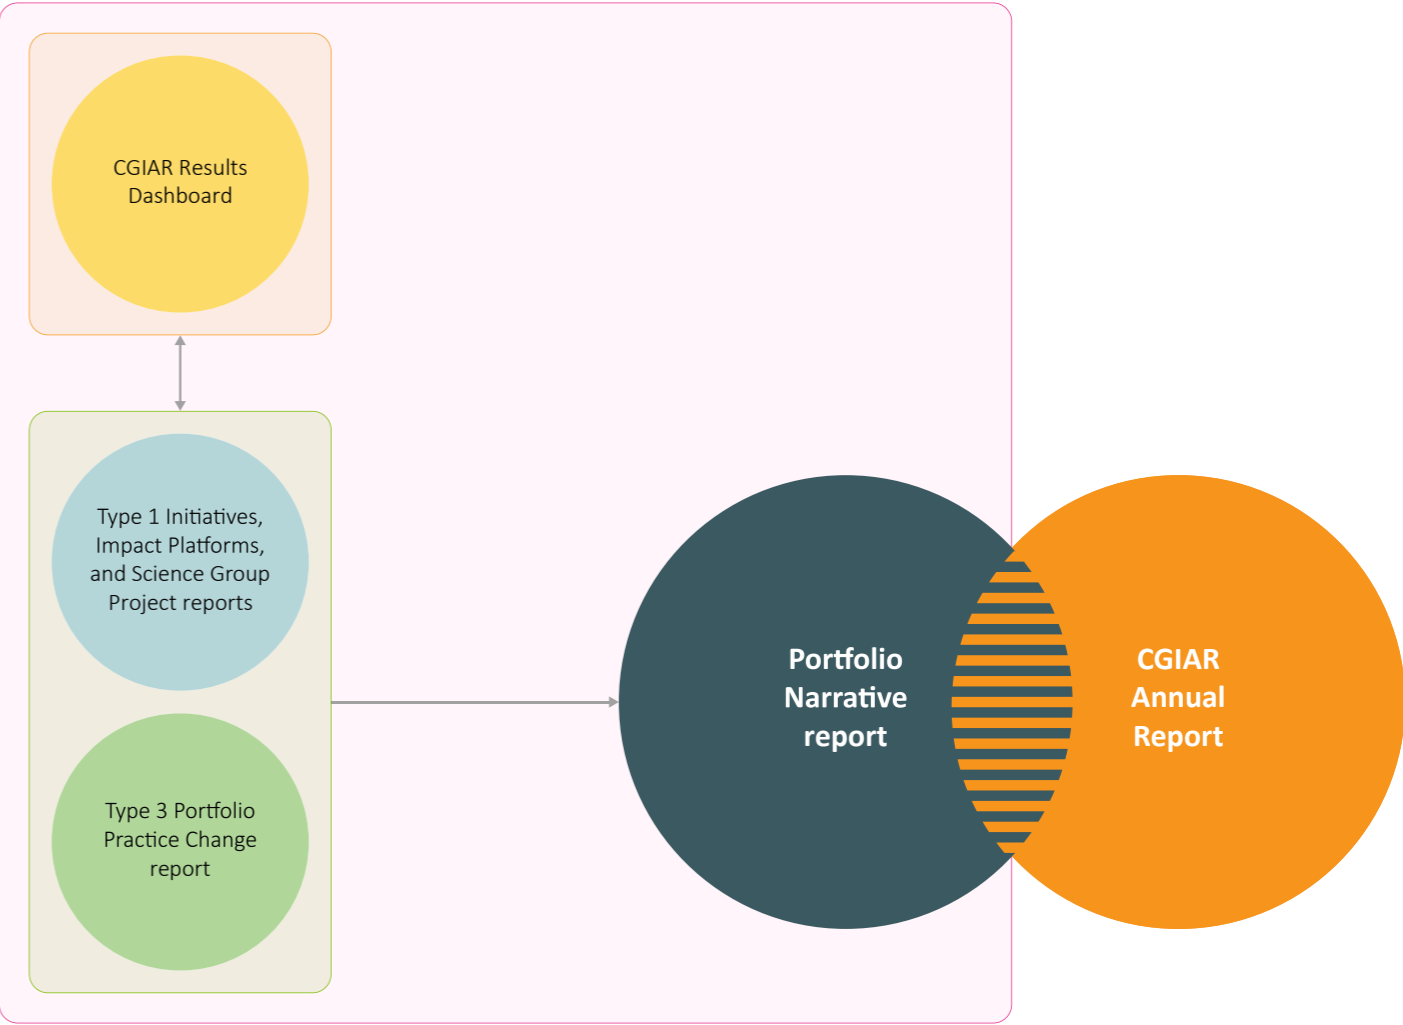 CGIAR Results
Dashboard
Type 1 Initiatives,
Impact Platforms,
and Science Group
Project reports
Type 3 Portfolio
Practice Change
report
Portfolio
Narrative
report
CGIAR
Annual
Report